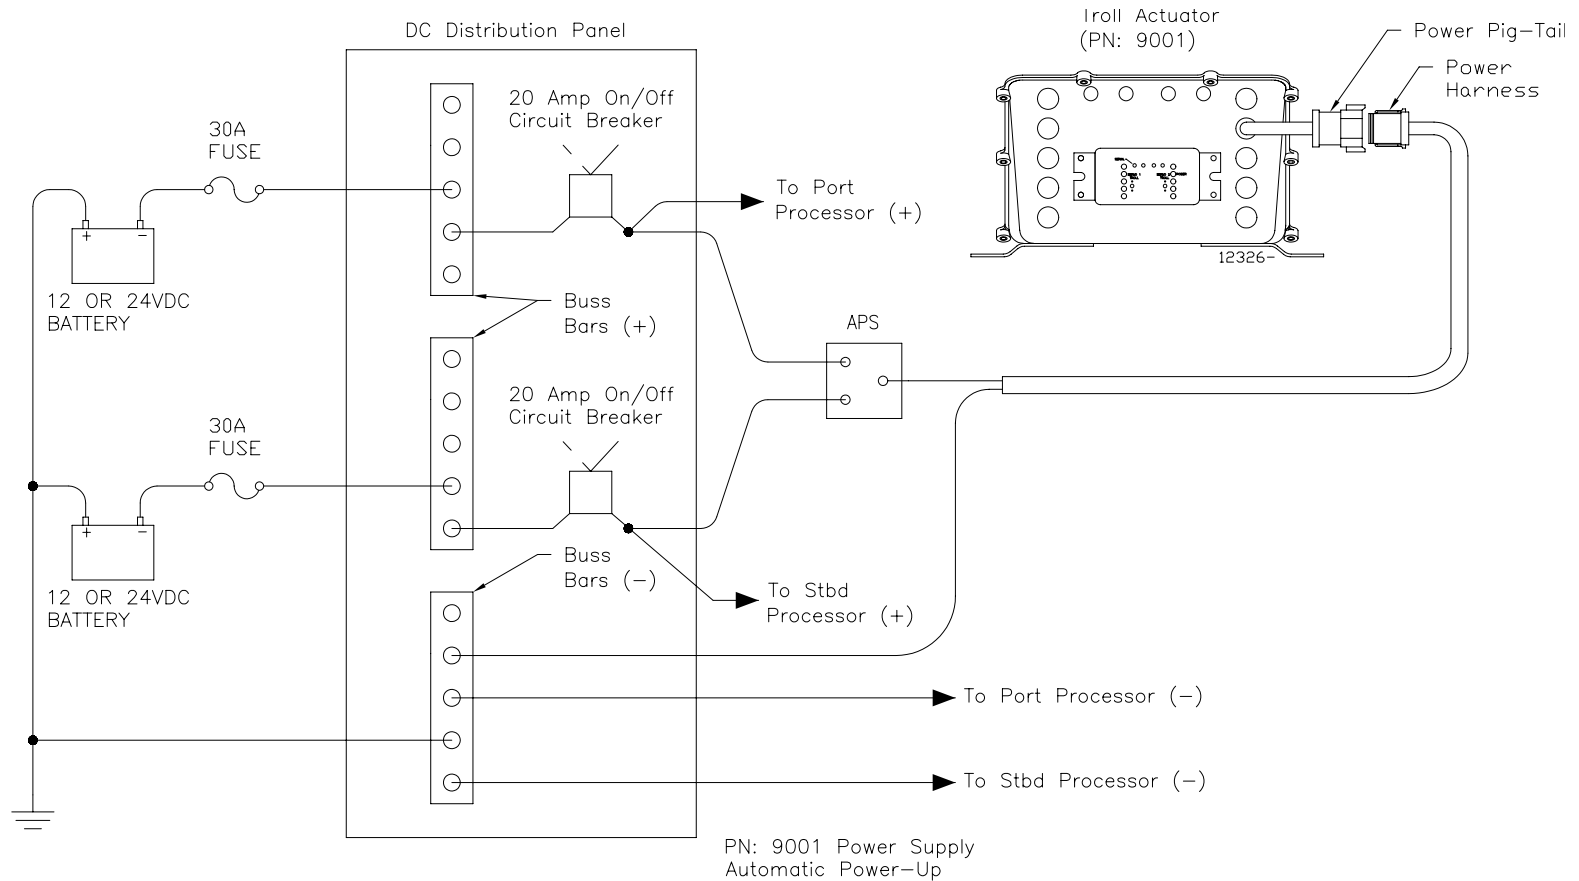 DC Distribution Panel
Troll Actuator
(PN: 9001)
Power Pig-Tail
Power
Harness
20 Amp On/Off
Circuit Breaker
30A
FUSE
To Port
Processor (+)
+
-
12 OR 24VDC
BATTERY
12326-
Buss
Bars (+)
APS
20 Amp On/Off
Circuit Breaker
30A
FUSE
+
-
12 OR 24VDC
BATTERY
Buss
Bars (-)
To Stbd
Processor (+)
To Port Processor (-)
To Stbd Processor (-)
PN: 9001 Power Supply
Automatic Power-Up